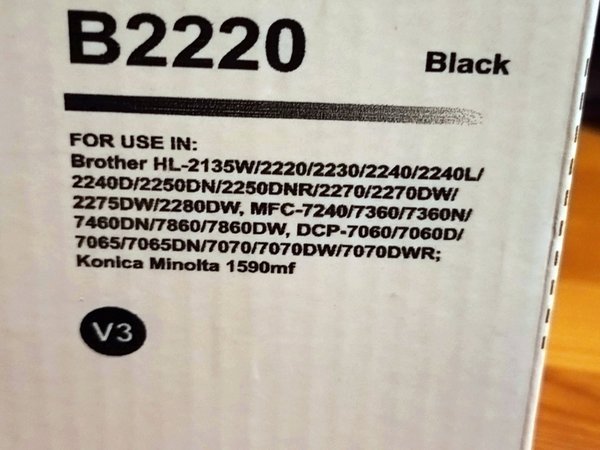 B2220
Black
FOR USE IN:
Brother HL-2135W/2220/2230/2240/2240L/
2240D/2250DN/2250DNR/2270/2270DW/
2275DW/2280DW, MFC-7240/7360/7360N/
7460DN/7860/7860DW, DCP-7060/7060D/
7065/7065DN/7070/7070DW/7070DWR;
Konica Minolta 1590mf
V3